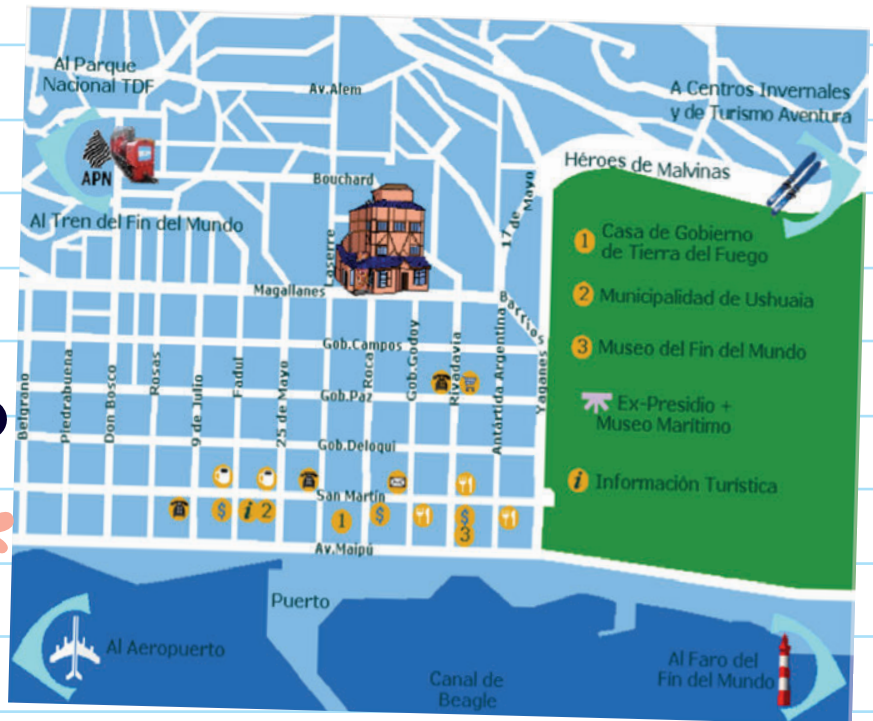 Al Parque
Nacional TDF
Av.Alem
A Centros Invernales
y de Turismo Aventura
APN
Bouchard
Héroes de Malvinas
Al Tren del Fin del Mundo
Laserre
17 de Mayo
1 Casa de Gobierno
de Tierra del Fuego
Magallanes
Barrios
2 Municipalidad de Ushuaia
Gob.Campos
3 Museo del Fin del Mundo
Belgrano
Piedrabuena
Don Bosco
Rosas
9 de Julio
Fadul
25 de Mayo
Roca
Gob.Godoy
Rivadavia
Antártida Argentina
Yaganes
Gob.Paz
Ex-Presidio +
Museo Marítimo
Gob.Deloqui
i Información Turística
San Martín
$ i 2 1 $ $
3
Av.Maipú
Puerto
Al Aeropuerto
Canal de
Beagle
Al Faro del
Fin del Mundo